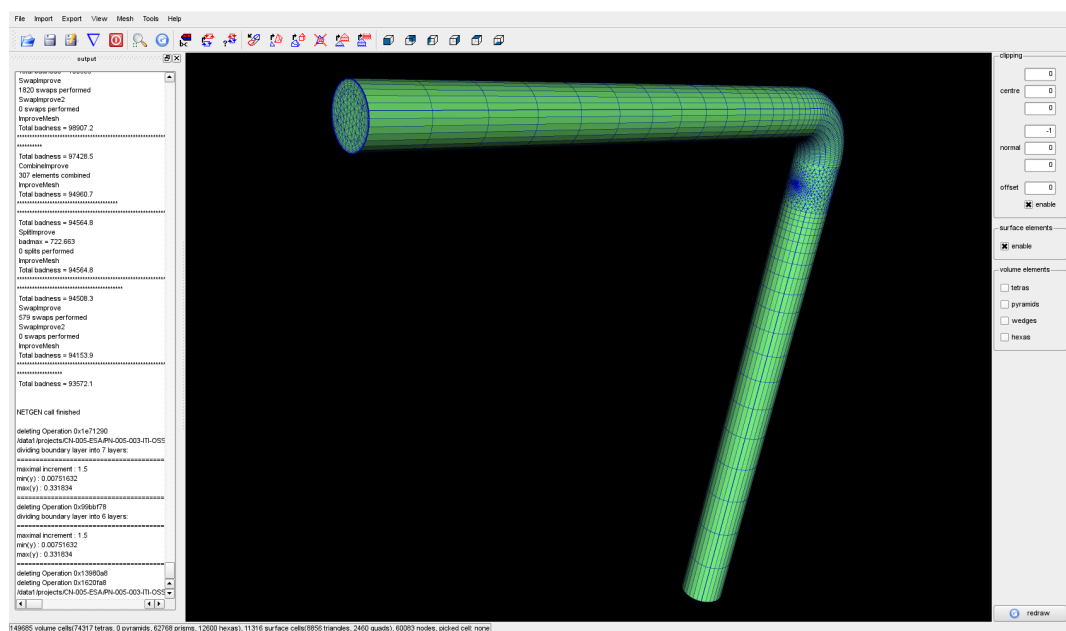 File Import Export View Mesh Tools Help
output
SwapImprove
1820 swaps performed
SwapImprove2
0 swaps performed
ImproveMesh
Total badness = 98907.2
**********
Total badness = 97428.5
CombineImprove
307 elements combined
ImproveMesh
Total badness = 94960.7
Total badness = 94564.8
SplitImprove
badmax = 722.663
0 splits performed
ImproveMesh
Total badness = 94564.8
Total badness = 94508.3
SwapImprove
579 swaps performed
SwapImprove2
0 swaps performed
ImproveMesh
Total badness = 94153.9
Total badness = 93572.1
NETGEN call finished
deleting Operation 0x1e71290
/data1/projects/CN-005-ESA/PN-005-003-ITI-OSS
dividing boundary layer into 7 layers:
maximal increment : 1.5
min(y) : 0.00751632
max(y) : 0.331834
deleting Operation 0x99bbf78
dividing boundary layer into 6 layers:
maximal increment : 1.5
min(y) : 0.00751632
max(y) : 0.331834
deleting Operation 0x13980a8
deleting Operation 0x1620fa8
/data1/projects/CN-005-ESA/PN-005-003-ITI-OSS
clipping
0
centre 0
0
-1
normal 0
0
offset 0
enable
surface elements
enable
volume elements
tetras
pyramids
wedges
hexas
redraw
149685 volume cells(74317 tetras, 0 pyramids, 62768 prisms, 12600 hexas), 11316 surface cells(8856 triangles, 2460 quads), 60083 nodes, picked cell: none